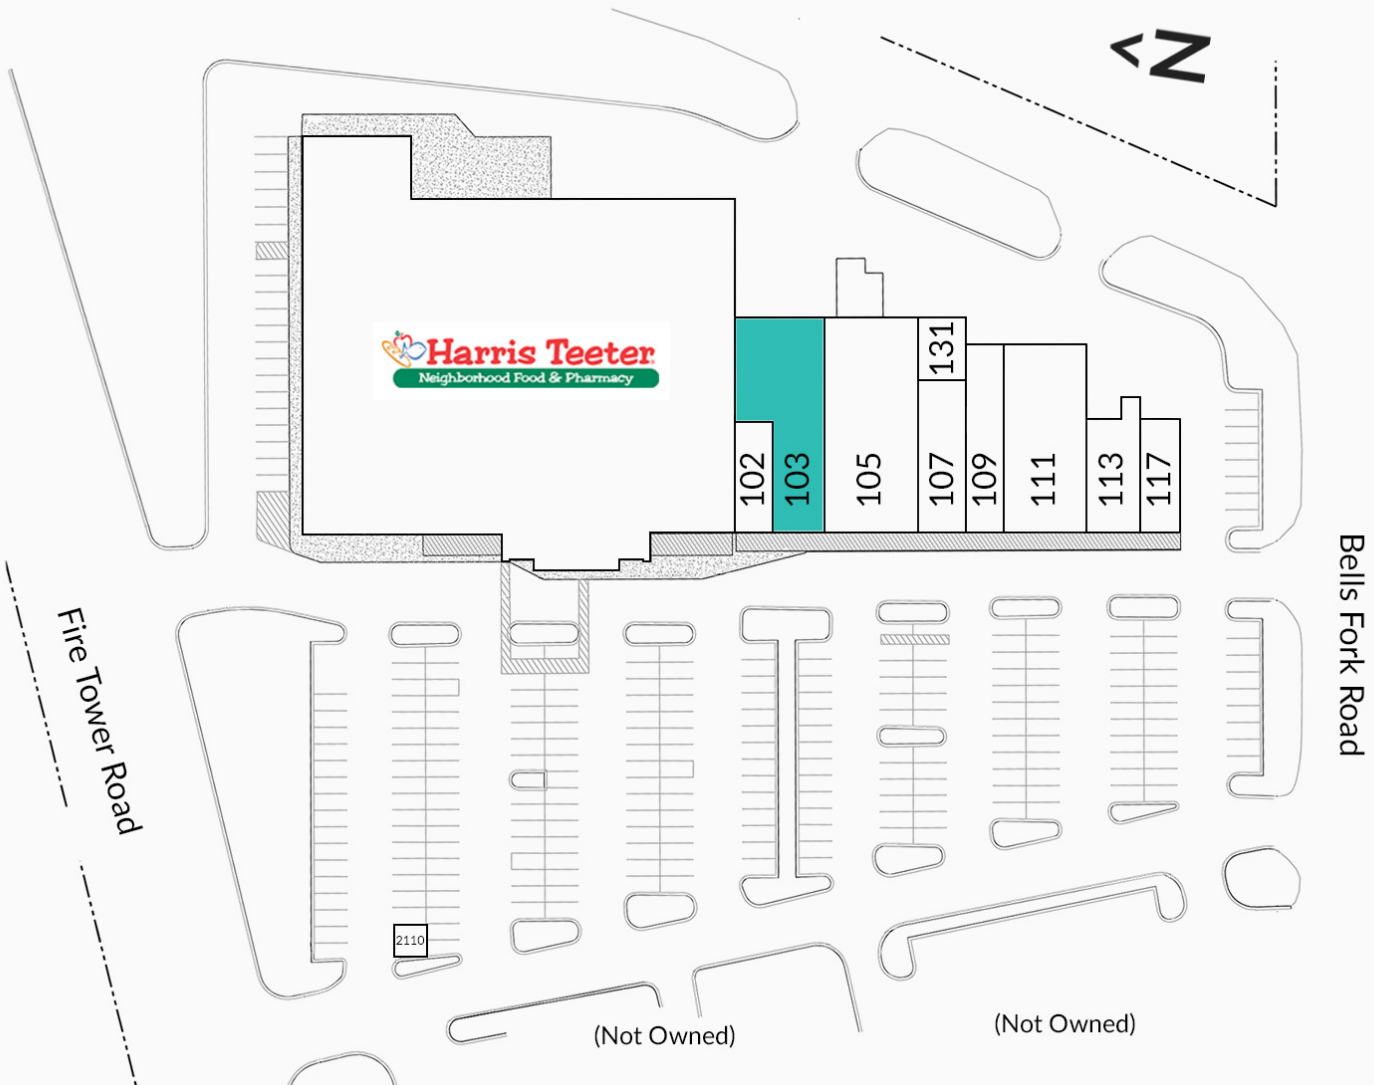 <N
Harris Teeter
Neighborhood Food & Pharmacy
131
102
103
105
107
109
111
113
117
Fire Tower Road
Bells Fork Road
2110
(Not Owned)
(Not Owned)